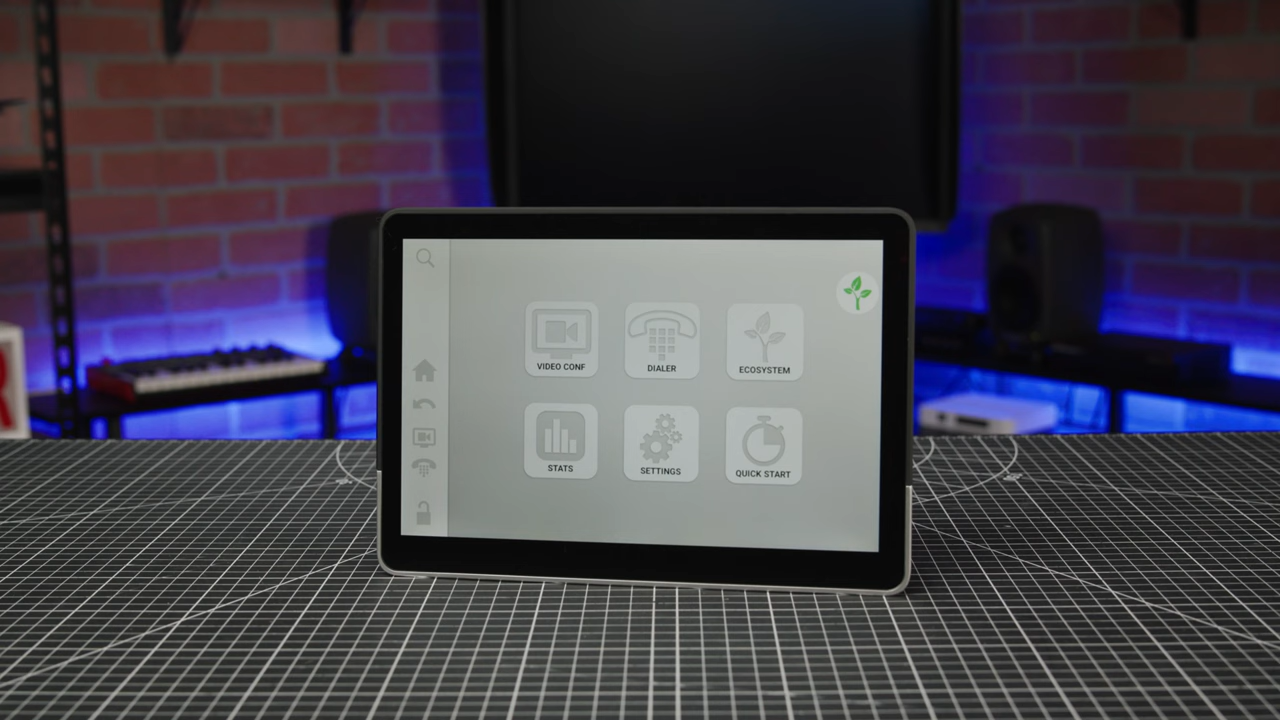 VIDEO CONF
DIALER
ECOSYSTEM
STATS
SETTINGS
QUICK START
R